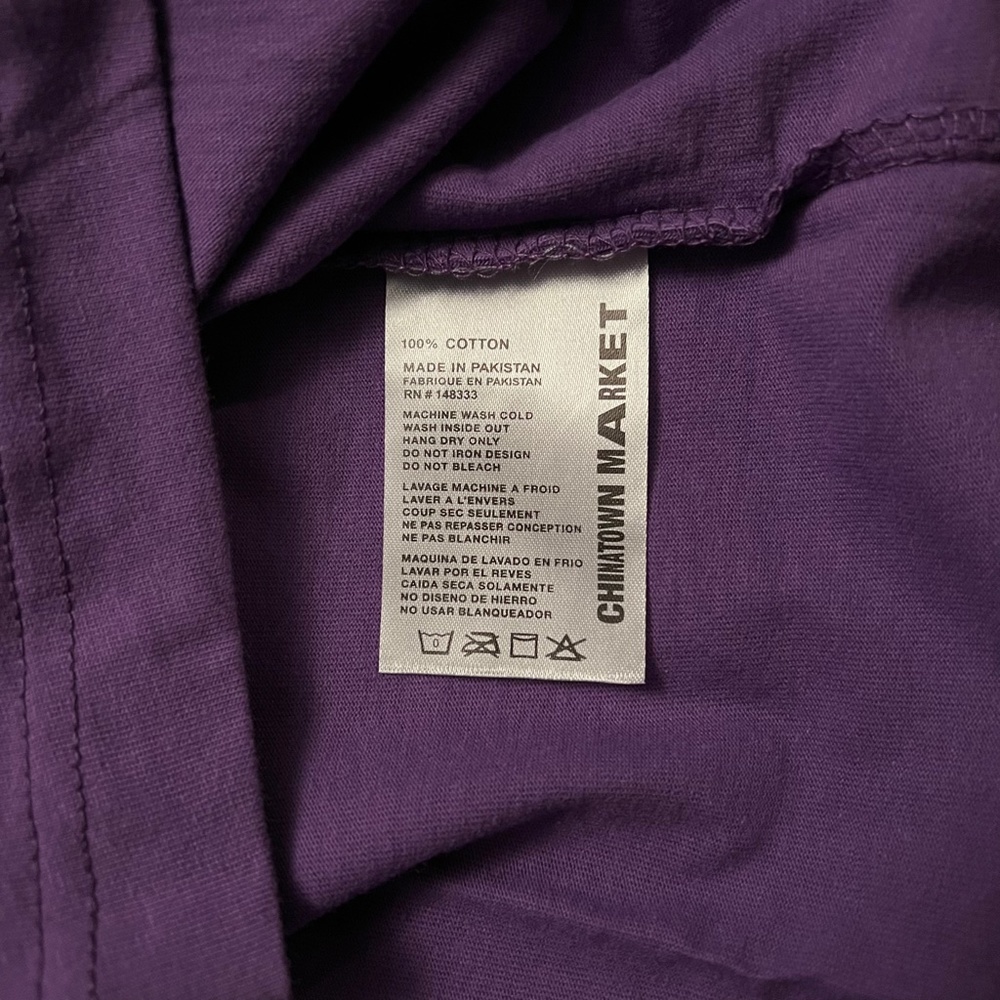 100% COTTON
MADE IN PAKISTAN
FABRIQUE EN PAKISTAN
RN # 148333
MACHINE WASH COLD
WASH INSIDE OUT
HANG DRY ONLY
DO NOT IRON DESIGN
DO NOT BLEACH
LAVAGE MACHINE A FROID
LAVER A L'ENVERS
COUP SEC SEULEMENT
NE PAS REPASSER CONCEPTION
NE PAS BLANCHIR
MAQUINA DE LAVADO EN FRIO
LAVAR POR EL REVES
CAIDA SECA SOLAMENTE
NO DISENO DE HIERRO
NO USAR BLANQUEADOR
0
CHINATOWN MARKET